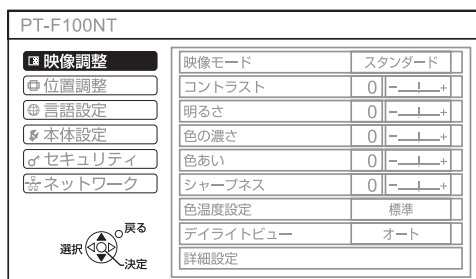 PT-F100NT
映像調整
位置調整
言語設定
本体設定
セキュリティ
ネットワーク
戻る
選択
決定
映像モード スタンダード
コントラスト 0 - +
明るさ 0 - +
色の濃さ 0 - +
色あい 0 - +
シャープネス 0 - +
色温度設定 標準
デイライトビュー オート
詳細設定